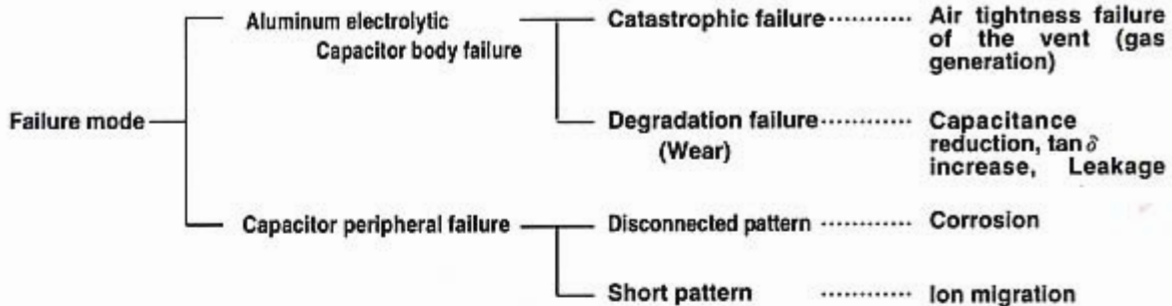 Failure mode
Aluminum electrolytic
Capacitor body failure
Catastrophic failure
Air tightness failure
of the vent (gas
generation)
Degradation failure
(Wear)
Capacitance
reduction, tan δ
increase, Leakage
Capacitor peripheral failure
Disconnected pattern
Corrosion
Short pattern
Ion migration